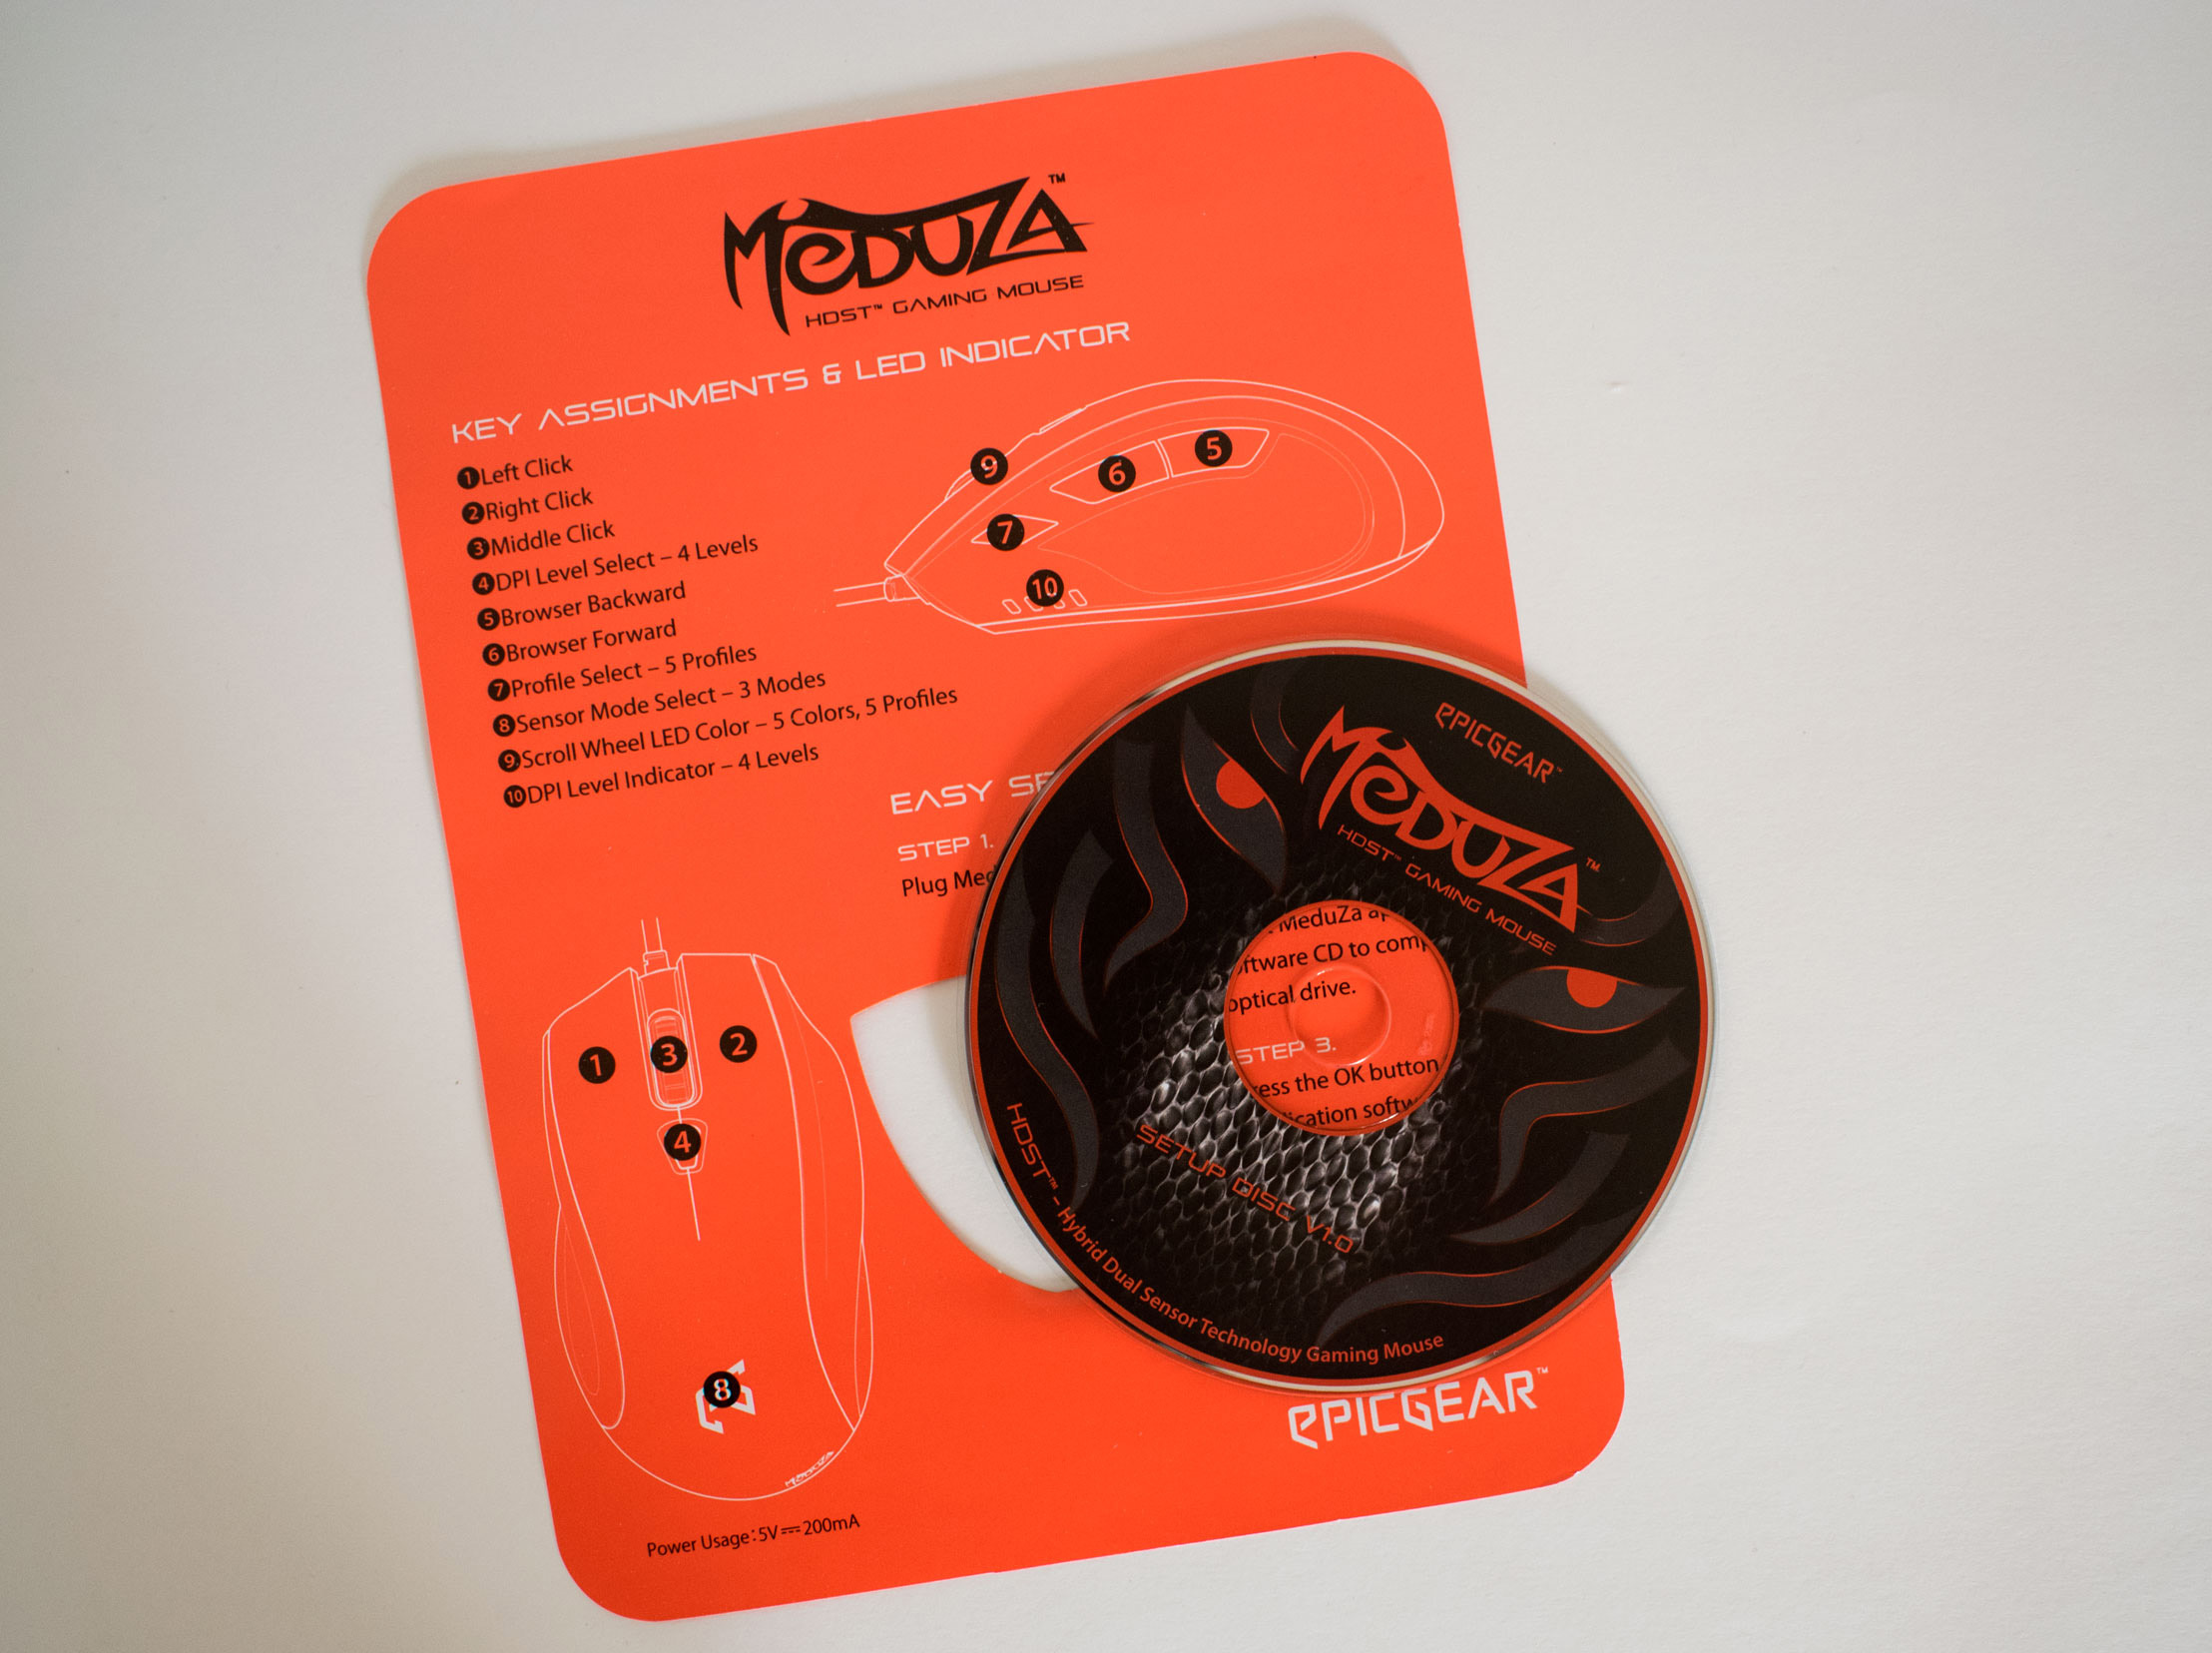 MeduZa™
HDST™ GAMING MOUSE
KEY ASSIGNMENTS & LED INDICATOR
1 Left Click
2 Right Click
3 Middle Click
4 DPI Level Select – 4 Levels
5 Browser Backward
6 Browser Forward
7 Profile Select – 5 Profiles
8 Sensor Mode Select – 3 Modes
9 Scroll Wheel LED Color – 5 Colors, 5 Profiles
10 DPI Level Indicator – 4 Levels
9
6
5
7
10
EASY
STEP 1.
Plug
1
3
2
4
8
MeduZa
Power Usage: 5V⎓200mA
EPICGEAR™
MeduZa™
HDST™ GAMING MOUSE
MeduZa
CD to
optical drive.
STEP 3.
the OK button
SETUP DISC V1.0
HDST™ – Hybrid Dual Sensor Technology Gaming Mouse
EPICGEAR™